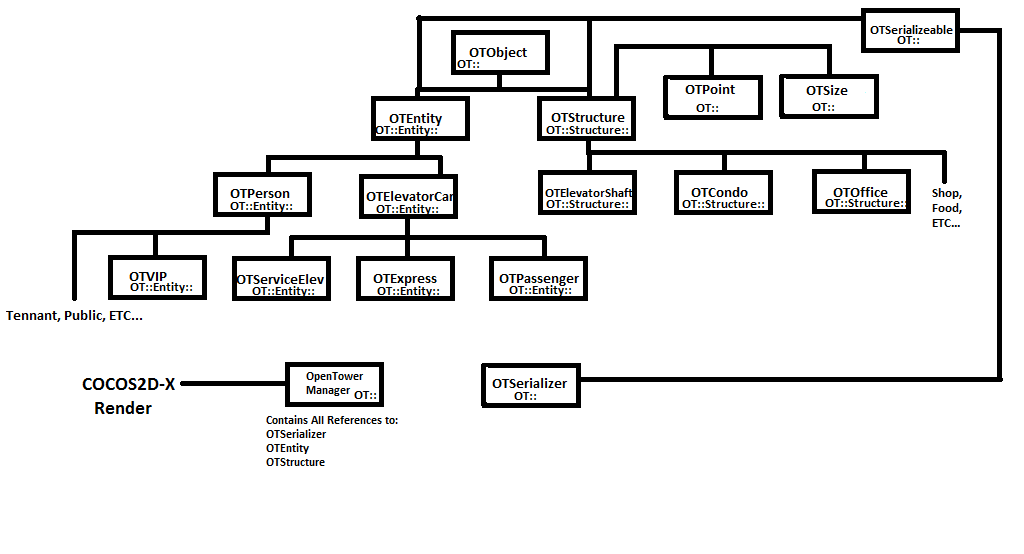 OTSerializeable
OT::
OTObject
OT::
OTPoint
OT::
OTSize
OT::
OTEntity
OT::Entity::
OTStructure
OT::Structure::
OTPerson
OT::Entity::
OTElevatorCar
OT::Entity::
OTElevatorShaft
OT::Structure::
OTCondo
OT::Structure::
OTOffice
OT::Structure::
Shop,
Food,
ETC...
OTVIP
OT::Entity::
OTServiceElev
OT::Entity::
OTExpress
OT::Entity::
OTPassenger
OT::Entity::
Tennant, Public, ETC...
COCOS2D-X
Render
OpenTower
Manager OT::
OTSerializer
OT::
Contains All References to:
OTSerializer
OTEntity
OTStructure